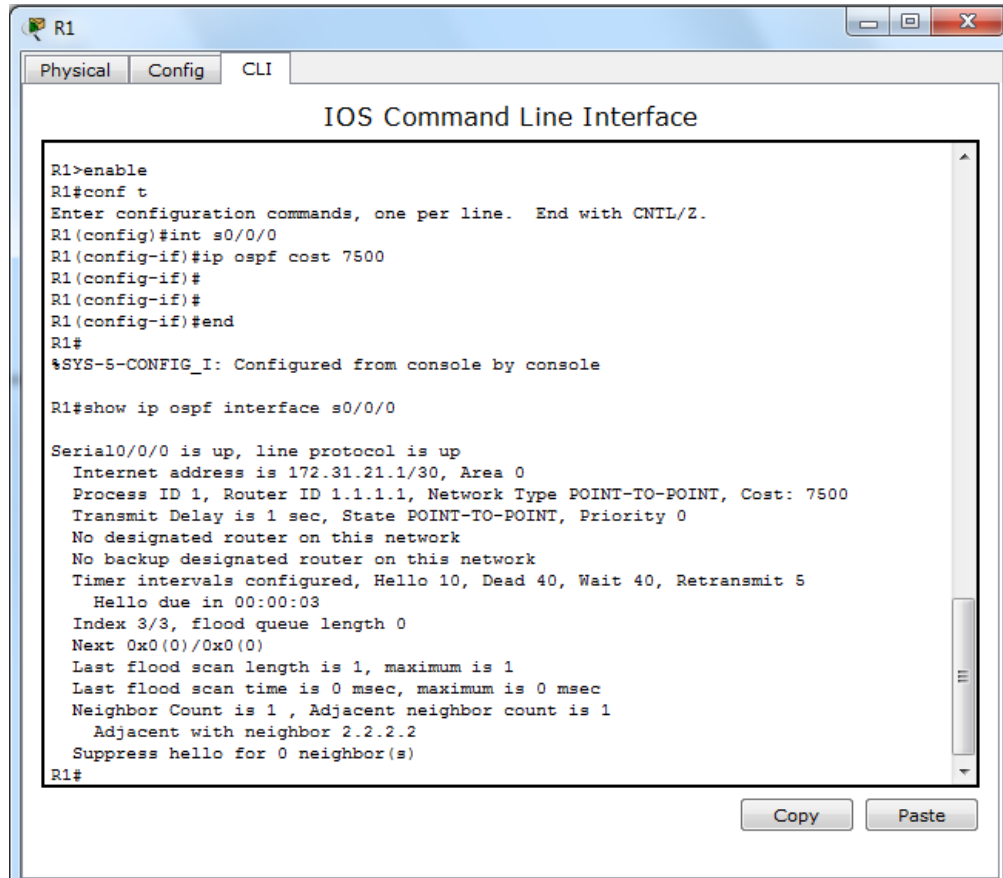 R1
Physical Config CLI
IOS Command Line Interface
R1>enable
R1#conf t
Enter configuration commands, one per line.  End with CNTL/Z.
R1(config)#int s0/0/0
R1(config-if)#ip ospf cost 7500
R1(config-if)#
R1(config-if)#
R1(config-if)#end
R1#
%SYS-5-CONFIG_I: Configured from console by console
R1#show ip ospf interface s0/0/0
Serial0/0/0 is up, line protocol is up
Internet address is 172.31.21.1/30, Area 0
Process ID 1, Router ID 1.1.1.1, Network Type POINT-TO-POINT, Cost: 7500
Transmit Delay is 1 sec, State POINT-TO-POINT, Priority 0
No designated router on this network
No backup designated router on this network
Timer intervals configured, Hello 10, Dead 40, Wait 40, Retransmit 5
Hello due in 00:00:03
Index 3/3, flood queue length 0
Next 0x0(0)/0x0(0)
Last flood scan length is 1, maximum is 1
Last flood scan time is 0 msec, maximum is 0 msec
Neighbor Count is 1 , Adjacent neighbor count is 1
Adjacent with neighbor 2.2.2.2
Suppress hello for 0 neighbor(s)
R1#
Copy Paste